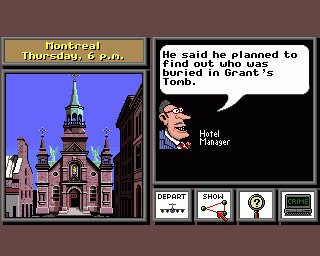 Montreal
Thursday, 6 p.m.
He said he planned to
find out who was
buried in Grant's
Tomb.
Hotel
Manager
DEPART
SHOW
?
CRIME